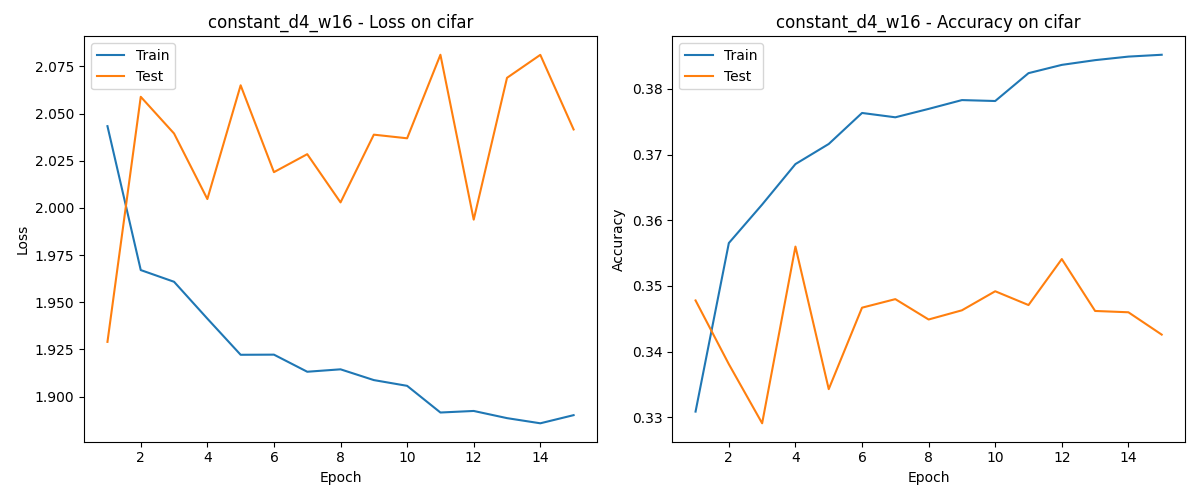 constant_d4_w16 - Loss on cifar
Train
Test
2.075
2.050
2.025
2.000
1.975
1.950
1.925
1.900
Loss
2 4 6 8 10 12 14
Epoch
constant_d4_w16 - Accuracy on cifar
Train
Test
0.38
0.37
0.36
0.35
0.34
0.33
Accuracy
2 4 6 8 10 12 14
Epoch